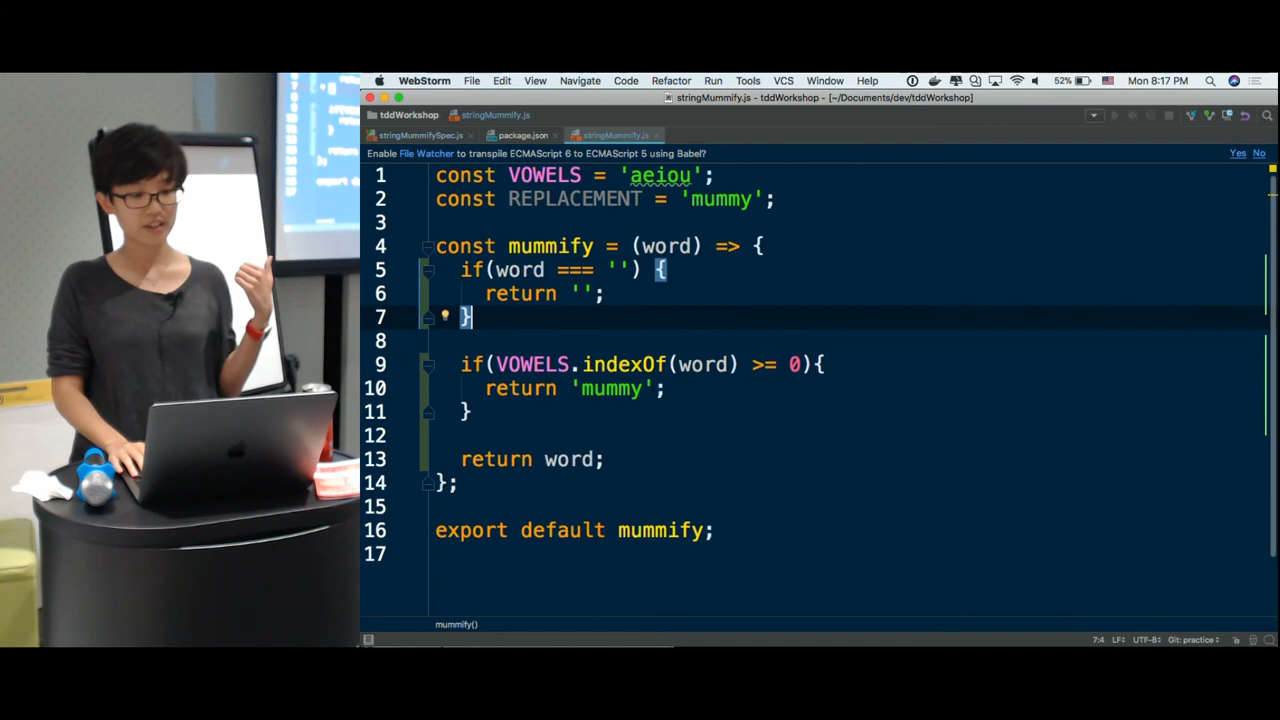 WebStorm File Edit View Navigate Code Refactor Run Tools VCS Window Help 52% Mon 8:17 PM
stringMummify.js - tddWorkshop - [~/Documents/dev/tddWorkshop]
tddWorkshop stringMummify.js
stringMummifySpec.js package.json stringMummify.js
Enable File Watcher to transpile ECMAScript 6 to ECMAScript 5 using Babel? Yes No
1 const VOWELS = 'aeiou';
2 const REPLACEMENT = 'mummy';
3
4 const mummify = (word) => {
5 if(word === '') {
6 return '';
7 }
8
9 if(VOWELS.indexOf(word) >= 0){
10 return 'mummy';
11 }
12
13 return word;
14 };
15
16 export default mummify;
17
mummify()
7:4 LF: UTF-8: Git: practice